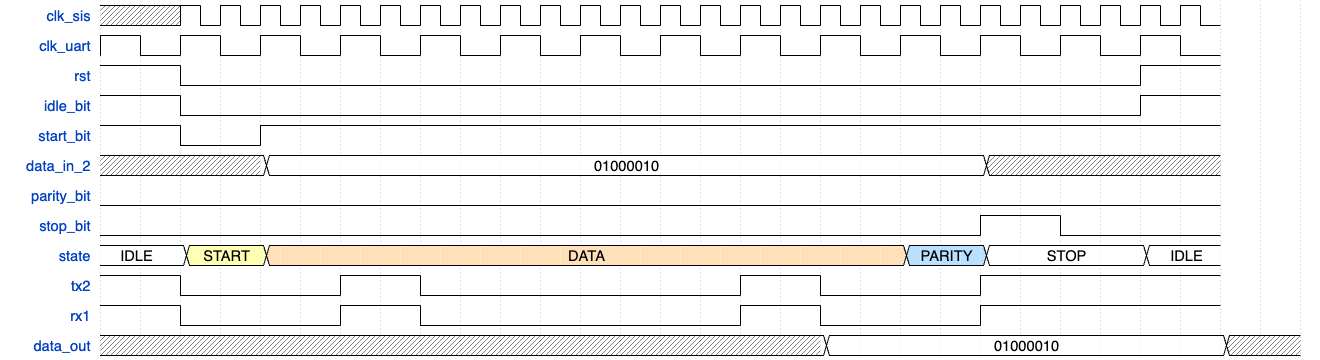 clk_sis
clk_uart
rst
idle_bit
start_bit
data_in_2 01000010
parity_bit
stop_bit
state IDLE START DATA PARITY STOP IDLE
tx2
rx1
data_out 01000010